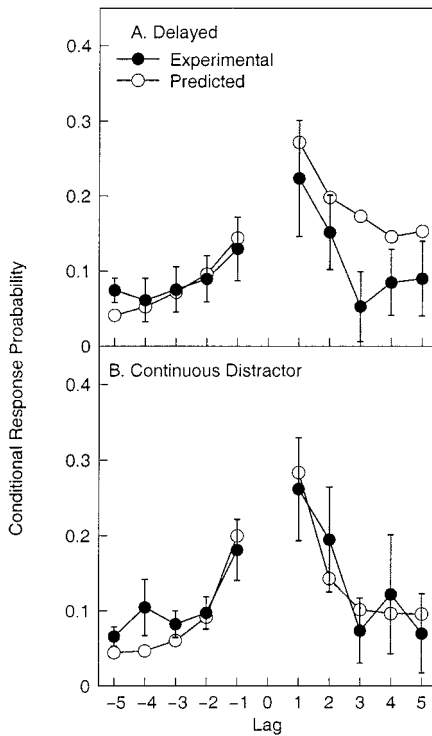 A. Delayed
Experimental
Predicted
0.4
0.3
0.2
0.1
0
B. Continuous Distractor
0.4
0.3
0.2
0.1
0
Conditional Response Proabability
−5 −4 −3 −2 −1 0 1 2 3 4 5
Lag